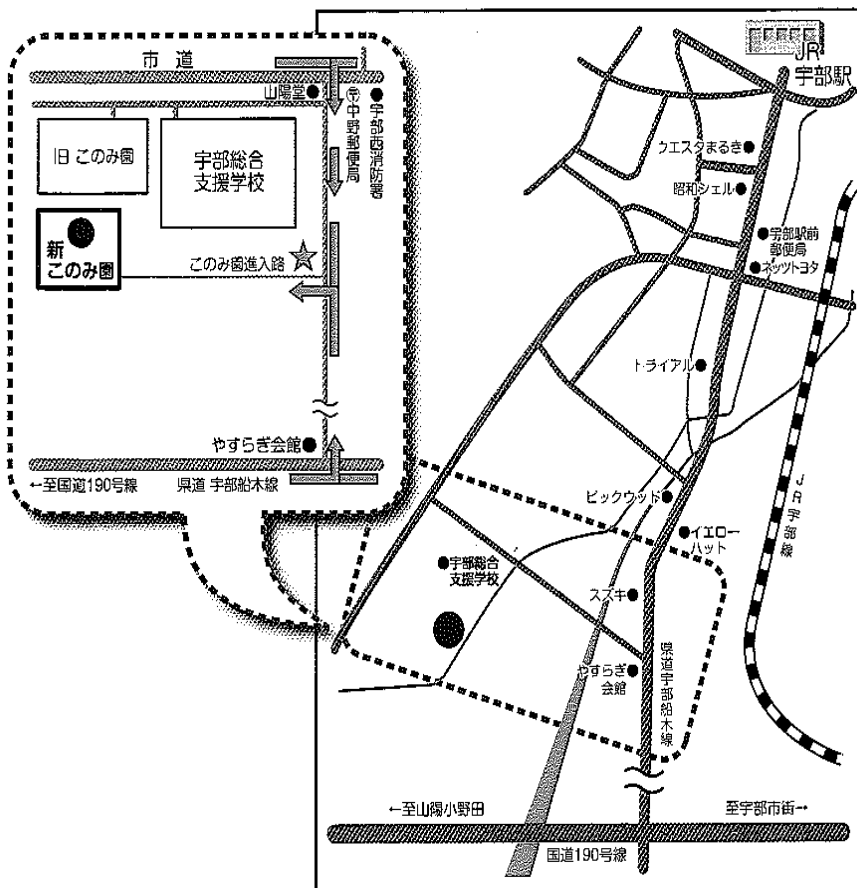 市 道
山陽堂
〒中野郵便局
宇部西消防署
旧 このみ園
宇部総合
支援学校
新
このみ園
このみ園進入路
やすらぎ会館
←至国道190号線
県道 宇部船木線
JR
宇部駅
ウエスタまるき
昭和シェル
宇部駅前
郵便局
ネッツトヨタ
トライアル
ビックウッド
イエロー
ハット
JR宇部線
宇部総合
支援学校
スズキ
やすらぎ
会館
県道宇部船木線
←至山陽小野田
至宇部市街→
国道190号線